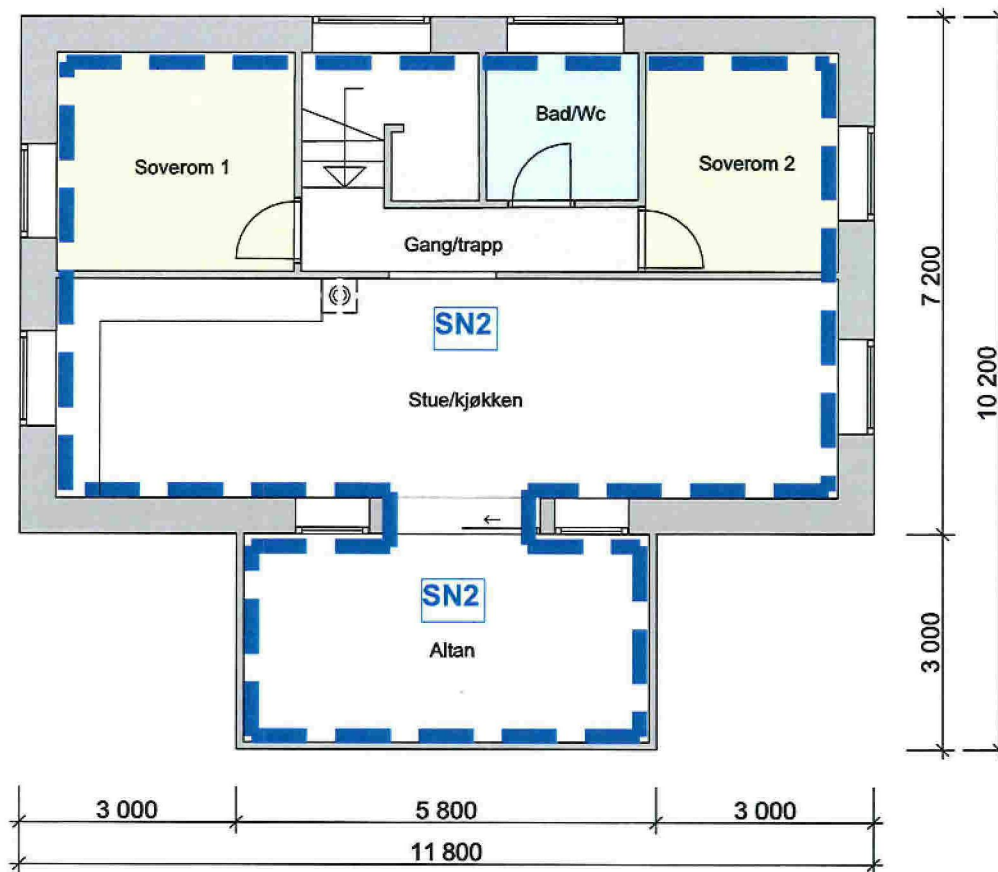 Bad/Wc
Soverom 1
Soverom 2
Gang/trapp
7 200
SN2
10 200
Stue/kjøkken
SN2
3 000
Altan
3 000
5 800
3 000
11 800